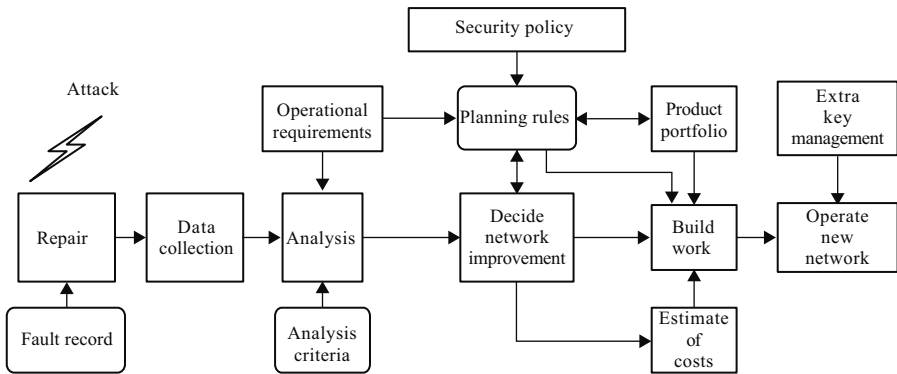 Security policy
Attack
Operational
requirements
Planning rules
Product
portfolio
Extra
key
management
Repair
Data
collection
Analysis
Decide
network
improvement
Build
work
Operate
new
network
Fault record
Analysis
criteria
Estimate
of
costs